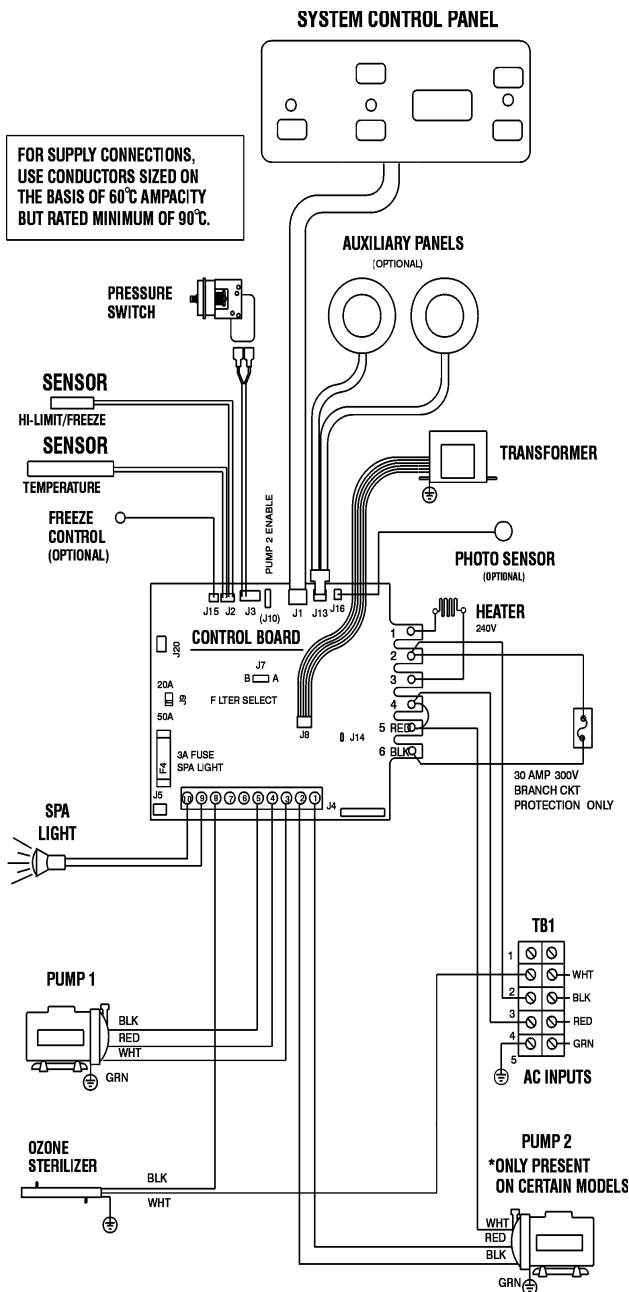 SYSTEM CONTROL PANEL
FOR SUPPLY CONNECTIONS,
USE CONDUCTORS SIZED ON
THE BASIS OF 60°C AMPACITY
BUT RATED MINIMUM OF 90°C.
AUXILIARY PANELS
(OPTIONAL)
PRESSURE
SWITCH
SENSOR
HI-LIMIT/FREEZE
SENSOR
TEMPERATURE
TRANSFORMER
FREEZE
CONTROL
(OPTIONAL)
PUMP 2 ENABLE
PHOTO SENSOR
(OPTIONAL)
J15
J2
J3
(J10)
J1
J13
J16
HEATER
240V
CONTROL BOARD
1
2
3
4
5 RED
6 BLK
J20
J7
B
A
20A
J9
50A
F LTER SELECT
J8
J14
3A FUSE
SPA LIGHT
F4
J5
30 AMP 300V
BRANCH CKT
PROTECTION ONLY
10 9 8 7 6 5 4 3 2 1
J4
SPA
LIGHT
TB1
1
WHT
2
BLK
3
RED
4
GRN
5
AC INPUTS
PUMP 1
BLK
RED
WHT
GRN
OZONE
STERILIZER
BLK
WHT
PUMP 2
*ONLY PRESENT
ON CERTAIN MODELS
WHT
RED
BLK
GRN